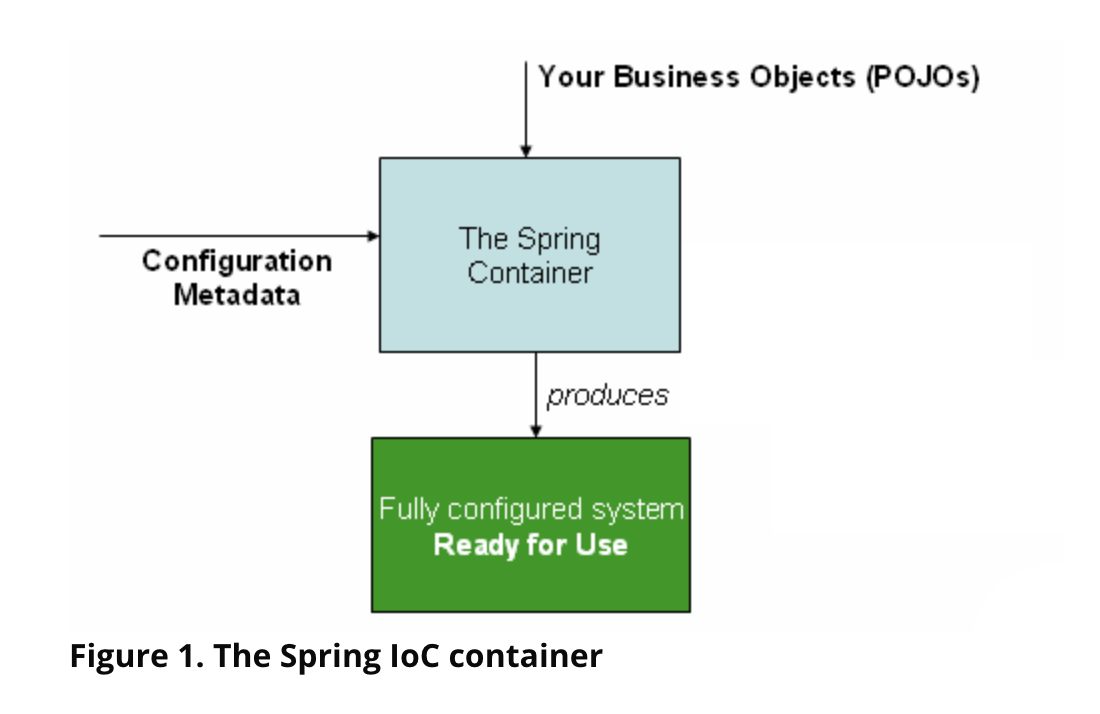 Your Business Objects (POJOs)
The Spring
Container
Configuration
Metadata
produces
Fully configured system
Ready for Use
Figure 1. The Spring IoC container